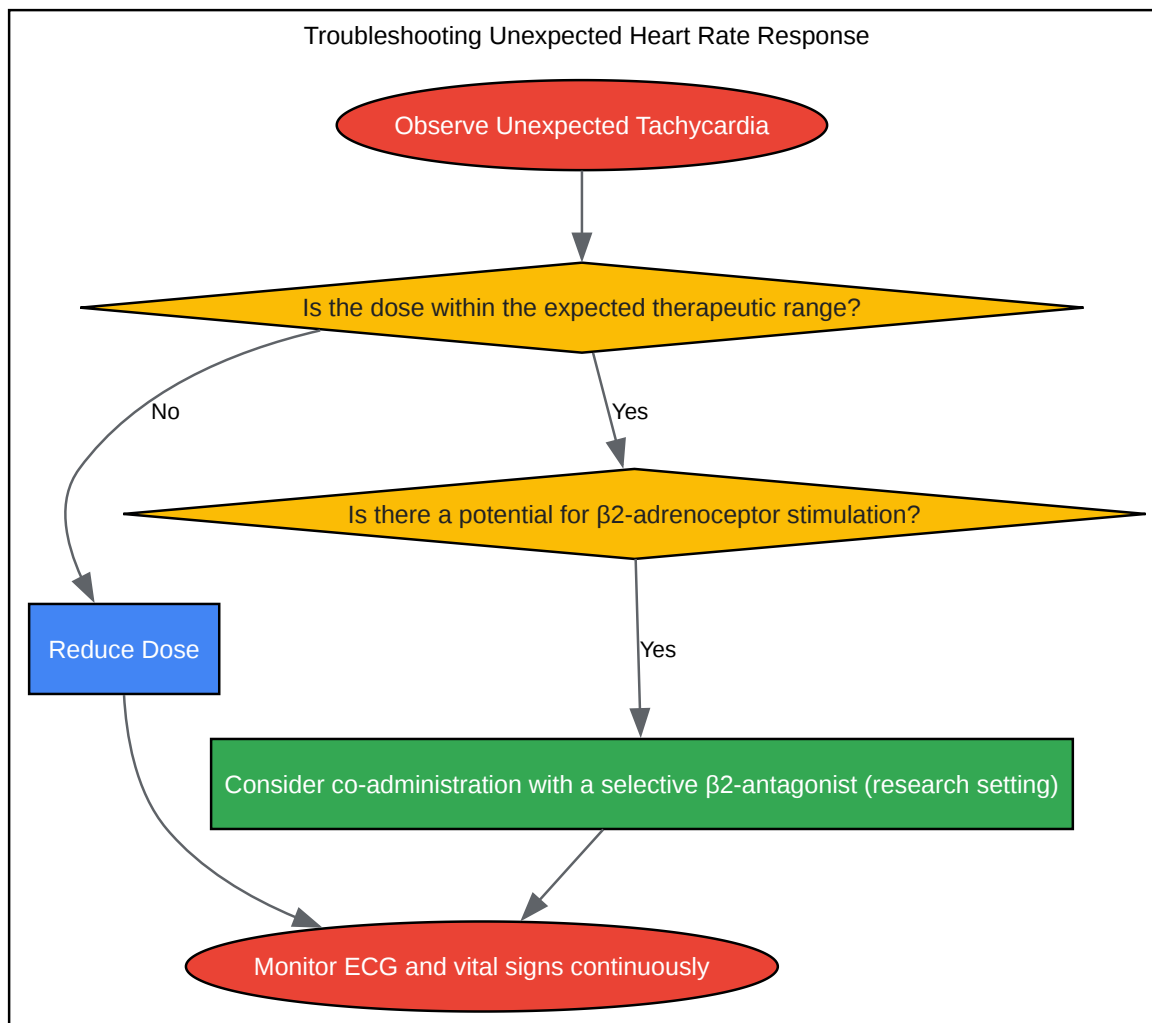 Troubleshooting Unexpected Heart Rate Response
Observe Unexpected Tachycardia
Is the dose within the expected therapeutic range?
No
Yes
Is there a potential for β2-adrenoceptor stimulation?
Reduce Dose
Yes
Consider co-administration with a selective β2-antagonist (research setting)
Monitor ECG and vital signs continuously